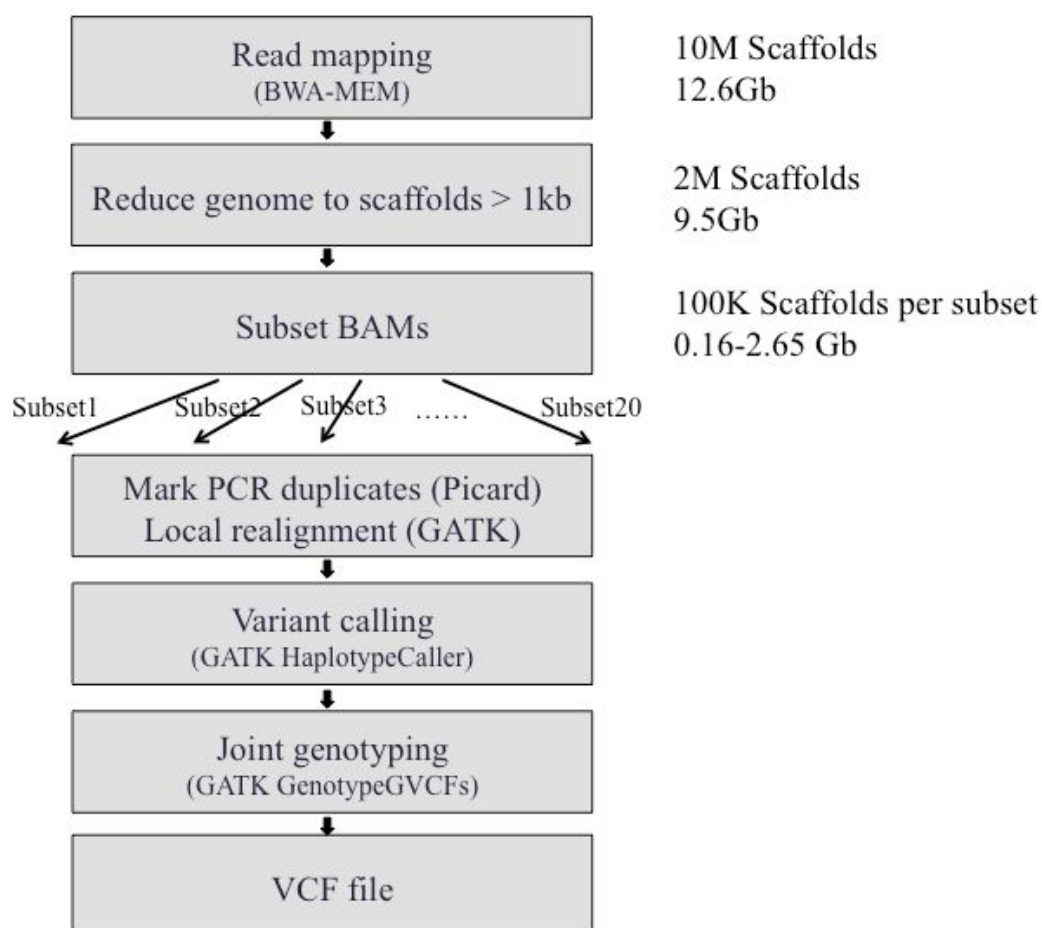 Read mapping
(BWA-MEM)
10M Scaffolds
12.6Gb
Reduce genome to scaffolds > 1kb
2M Scaffolds
9.5Gb
Subset BAMs
100K Scaffolds per subset
0.16-2.65 Gb
Subset1 Subset2 Subset3 ...... Subset20
Mark PCR duplicates (Picard)
Local realignment (GATK)
Variant calling
(GATK HaplotypeCaller)
Joint genotyping
(GATK GenotypeGVCFs)
VCF file